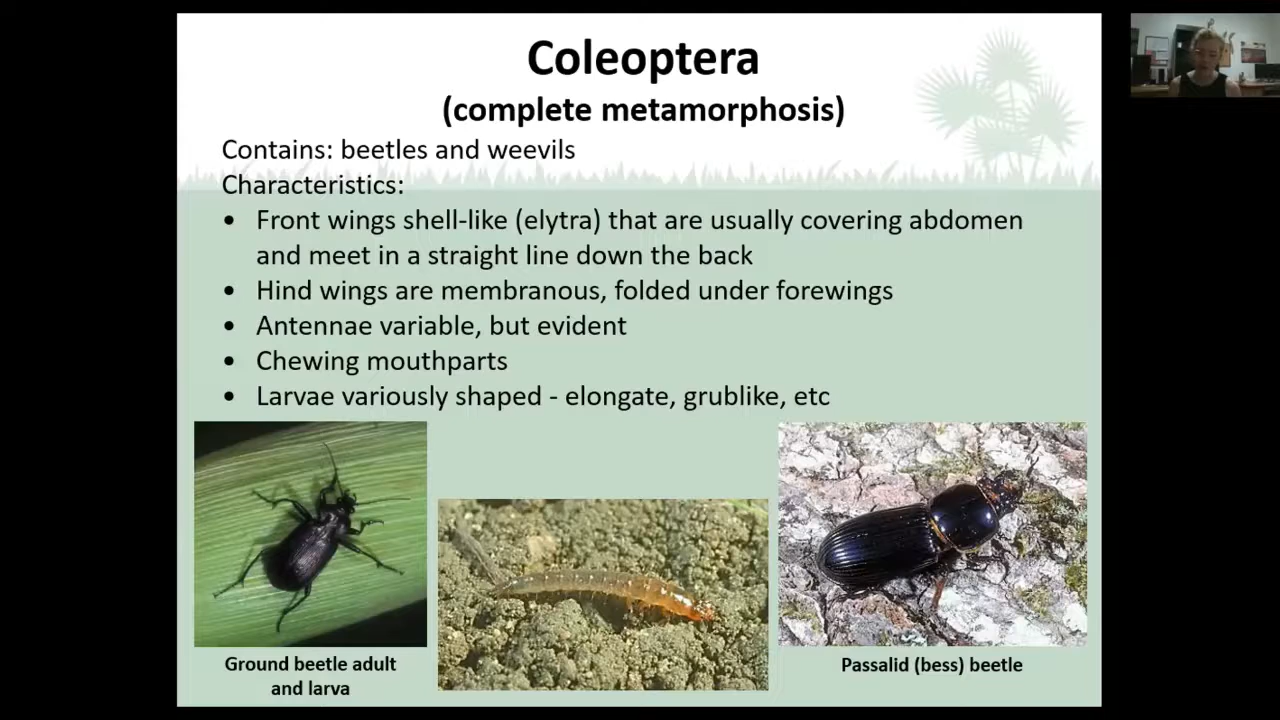 Coleoptera
(complete metamorphosis)
Contains: beetles and weevils
Characteristics:
• Front wings shell-like (elytra) that are usually covering abdomen
and meet in a straight line down the back
• Hind wings are membranous, folded under forewings
• Antennae variable, but evident
• Chewing mouthparts
• Larvae variously shaped - elongate, grublike, etc
Ground beetle adult
and larva
Passalid (bess) beetle